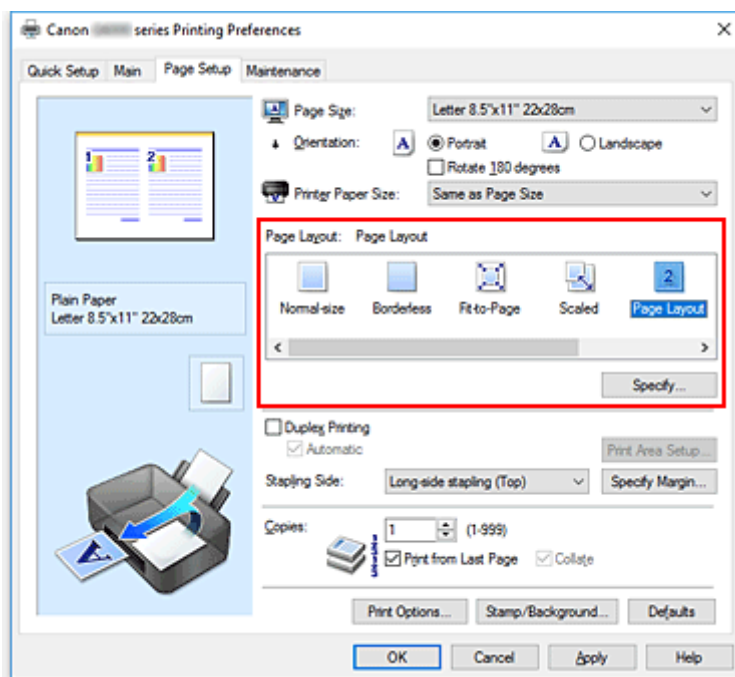 Canon series Printing Preferences
Quick Setup Main Page Setup Maintenance
Page Size: Letter 8.5"x11" 22x28cm
Orientation: A Portrait A Landscape
Rotate 180 degrees
Printer Paper Size: Same as Page Size
1 2
Page Layout: Page Layout
2
Normal-size Borderless Fit-to-Page Scaled Page Layout
Plain Paper
Letter 8.5"x11" 22x28cm
Specify...
Duplex Printing
Automatic
Print Area Setup...
Stapling Side: Long-side stapling (Top) Specify Margin...
Copies: 1 (1-999)
Print from Last Page Collate
A
Print Options... Stamp/Background... Defaults
OK Cancel Apply Help